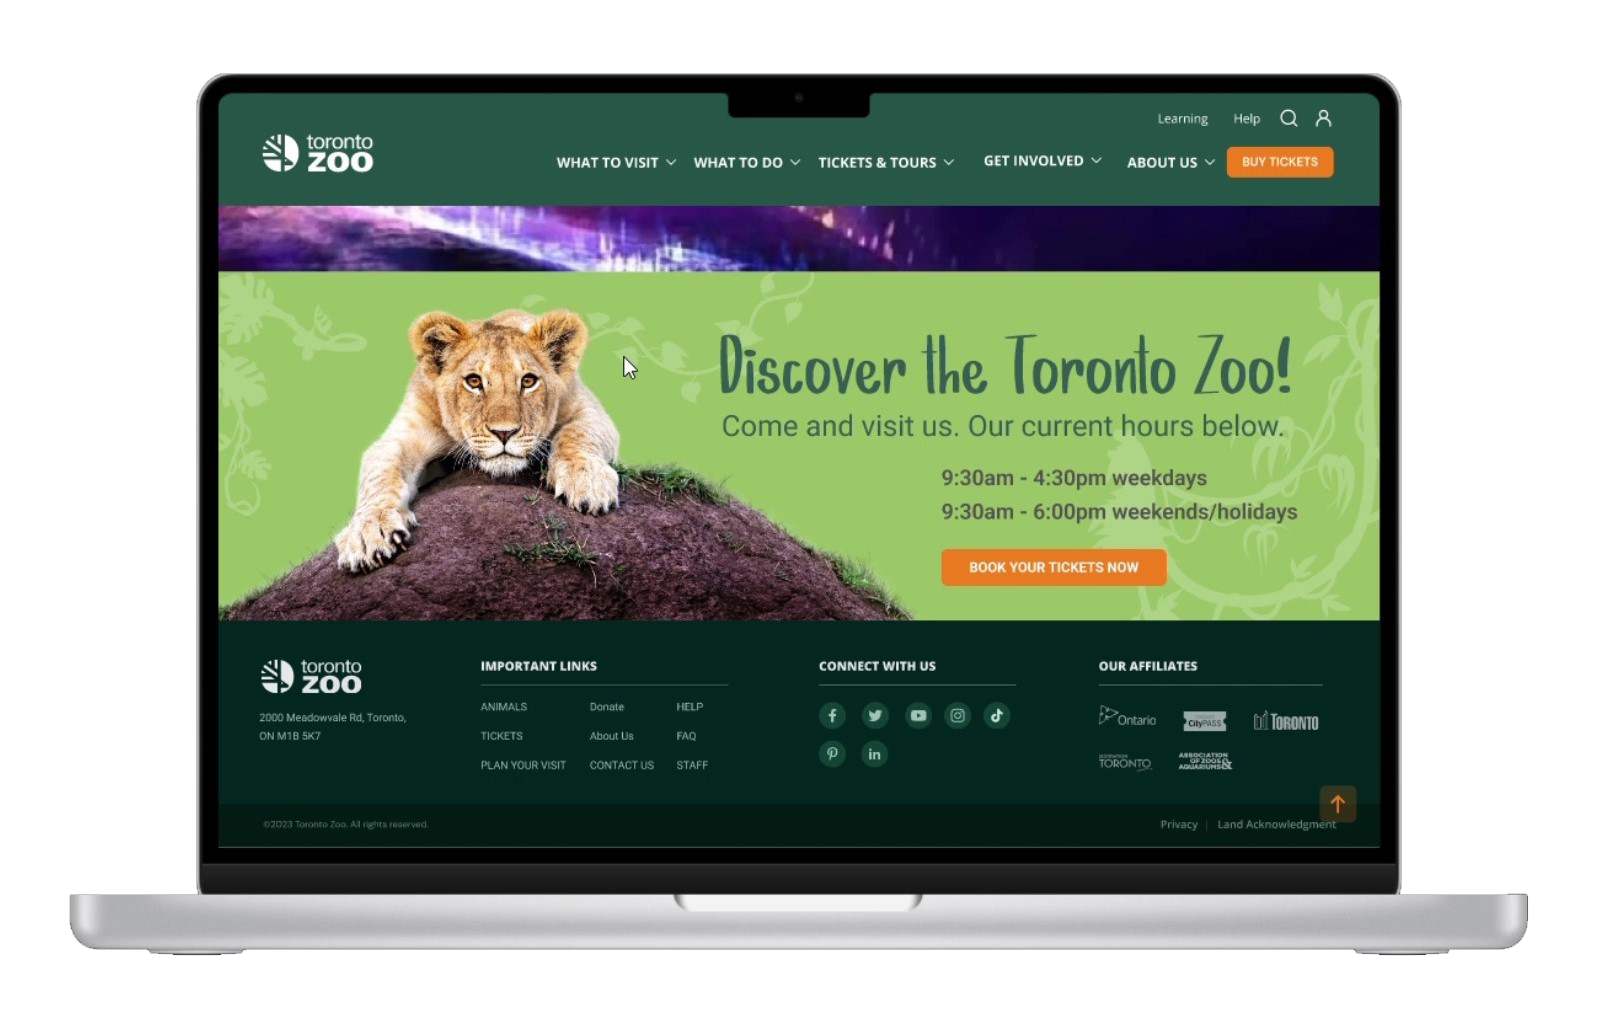 Learning Help
toronto
ZOO
WHAT TO VISIT WHAT TO DO TICKETS & TOURS GET INVOLVED ABOUT US BUY TICKETS
Discover the Toronto Zoo!
Come and visit us. Our current hours below.
9:30am - 4:30pm weekdays
9:30am - 6:00pm weekends/holidays
BOOK YOUR TICKETS NOW
toronto
ZOO
2000 Meadowvale Rd, Toronto,
ON M1B 5K7
IMPORTANT LINKS
ANIMALS Donate HELP
TICKETS About Us FAQ
PLAN YOUR VISIT CONTACT US STAFF
CONNECT WITH US
OUR AFFILIATES
Ontario
CityPASS
TORONTO
TORONTO
ASSOCIATION
OF ZOOS &
AQUARIUMS
©2023 Toronto Zoo. All rights reserved.
Privacy | Land Acknowledgment